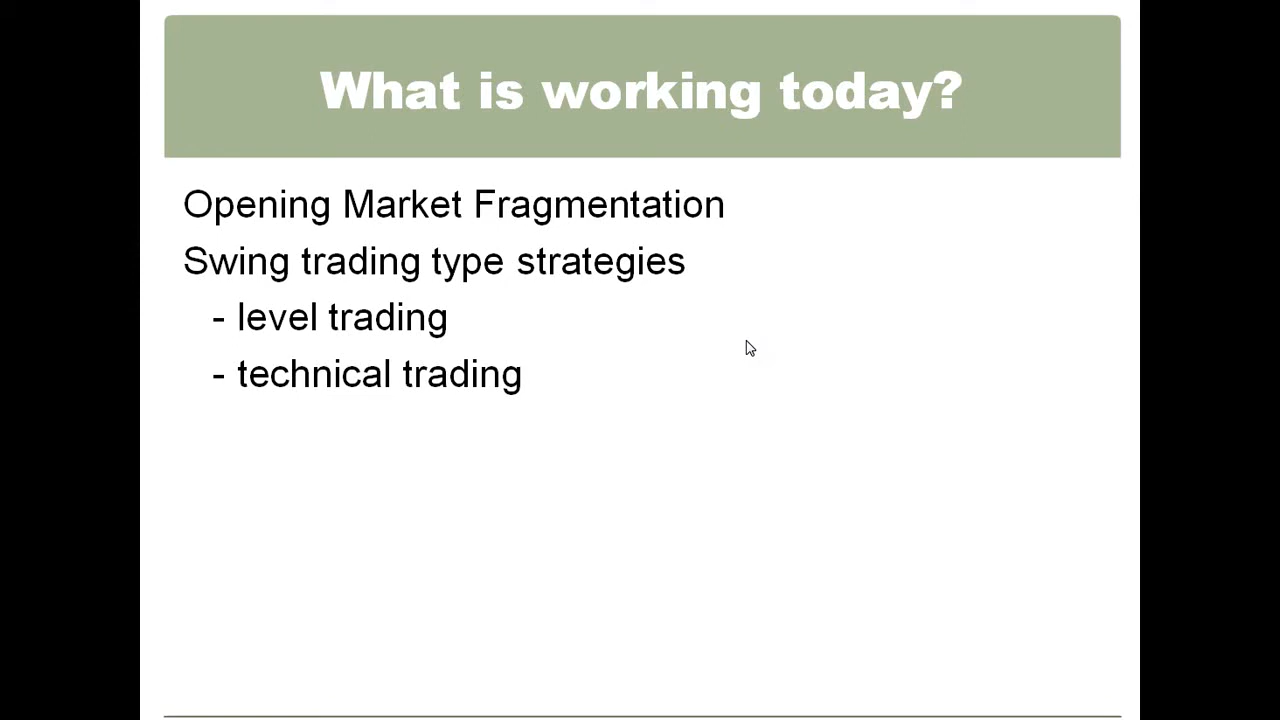 What is working today?
Opening Market Fragmentation
Swing trading type strategies
- level trading
- technical trading